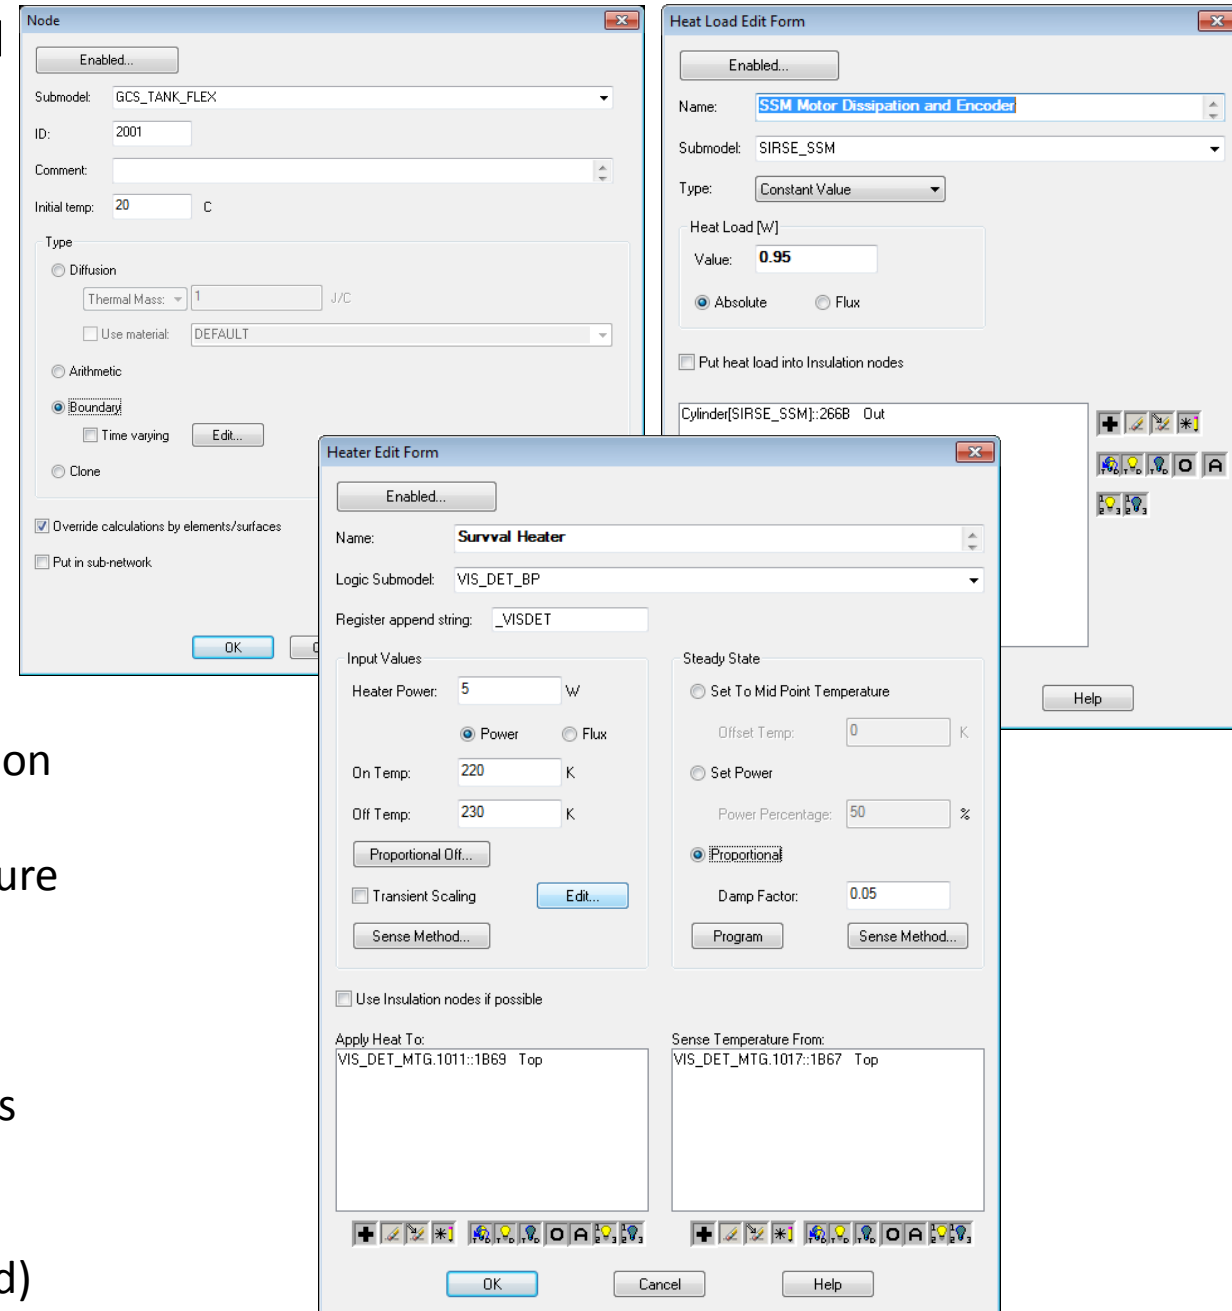 Node
Enabled...
Submodel: GCS_TANK_FLEX
ID: 2001
Comment:
Initial temp: 20 C
Type
Diffusion
Thermal Mass: 1 J/C
Use material: DEFAULT
Arithmetic
Boundary
Time varying Edit...
Clone
Override calculations by elements/surfaces
Put in sub-network
OK
Heat Load Edit Form
Enabled...
Name: SSM Motor Dissipation and Encoder
Submodel: SIRSE_SSM
Type: Constant Value
Heat Load [W]
Value: 0.95
Absolute Flux
Put heat load into Insulation nodes
Cylinder[SIRSE_SSM]::266B Out
Help
Heater Edit Form
Enabled...
Name: Survval Heater
Logic Submodel: VIS_DET_BP
Register append string: _VISDET
Input Values
Heater Power: 5 W
Power Flux
On Temp: 220 K
Off Temp: 230 K
Proportional Off...
Transient Scaling Edit...
Sense Method...
Steady State
Set To Mid Point Temperature
Offset Temp: 0 K
Set Power
Power Percentage: 50 %
Proportional
Damp Factor: 0.05
Program Sense Method...
Use Insulation nodes if possible
Apply Heat To:
VIS_DET_MTG.1011::1B69 Top
Sense Temperature From:
VIS_DET_MTG.1017::1B67 Top
OK Cancel Help
on
ure
s
d)